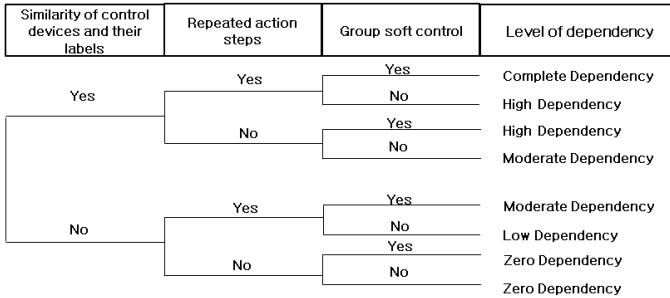 Similarity of control
devices and their
labels
Repeated action
steps
Group soft control
Level of dependency
Yes
Yes
Yes
Complete Dependency
No
High Dependency
No
Yes
High Dependency
No
Moderate Dependency
No
Yes
Yes
Moderate Dependency
No
Low Dependency
No
Yes
Zero Dependency
No
Zero Dependency